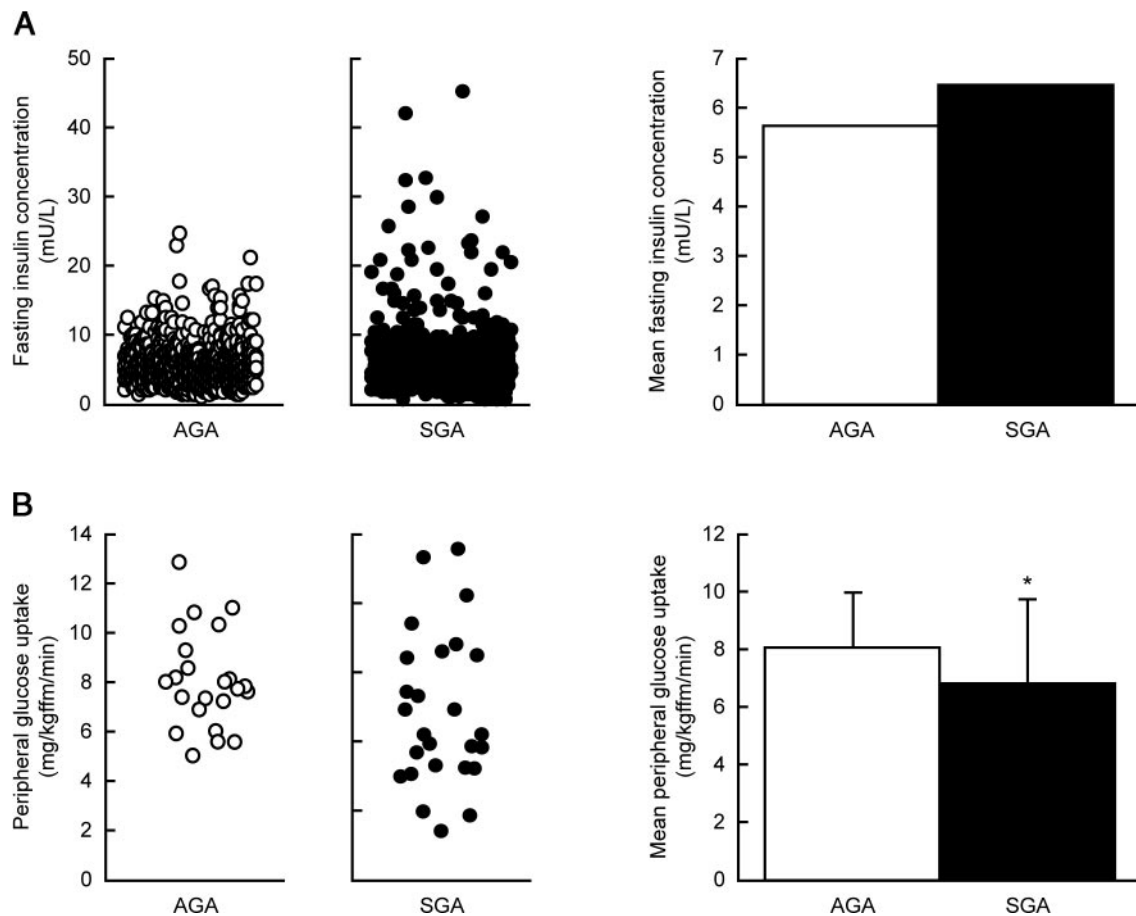 A
Fasting insulin concentration
(mU/L)
50
40
30
20
10
0
AGA
SGA
Mean fasting insulin concentration
(mU/L)
7
6
5
4
3
2
1
0
AGA
SGA
B
Peripheral glucose uptake
(mg/kgffm/min)
14
12
10
8
6
4
2
0
AGA
SGA
Mean peripheral glucose uptake
(mg/kgffm/min)
12
10
8
6
4
2
0
*
AGA
SGA